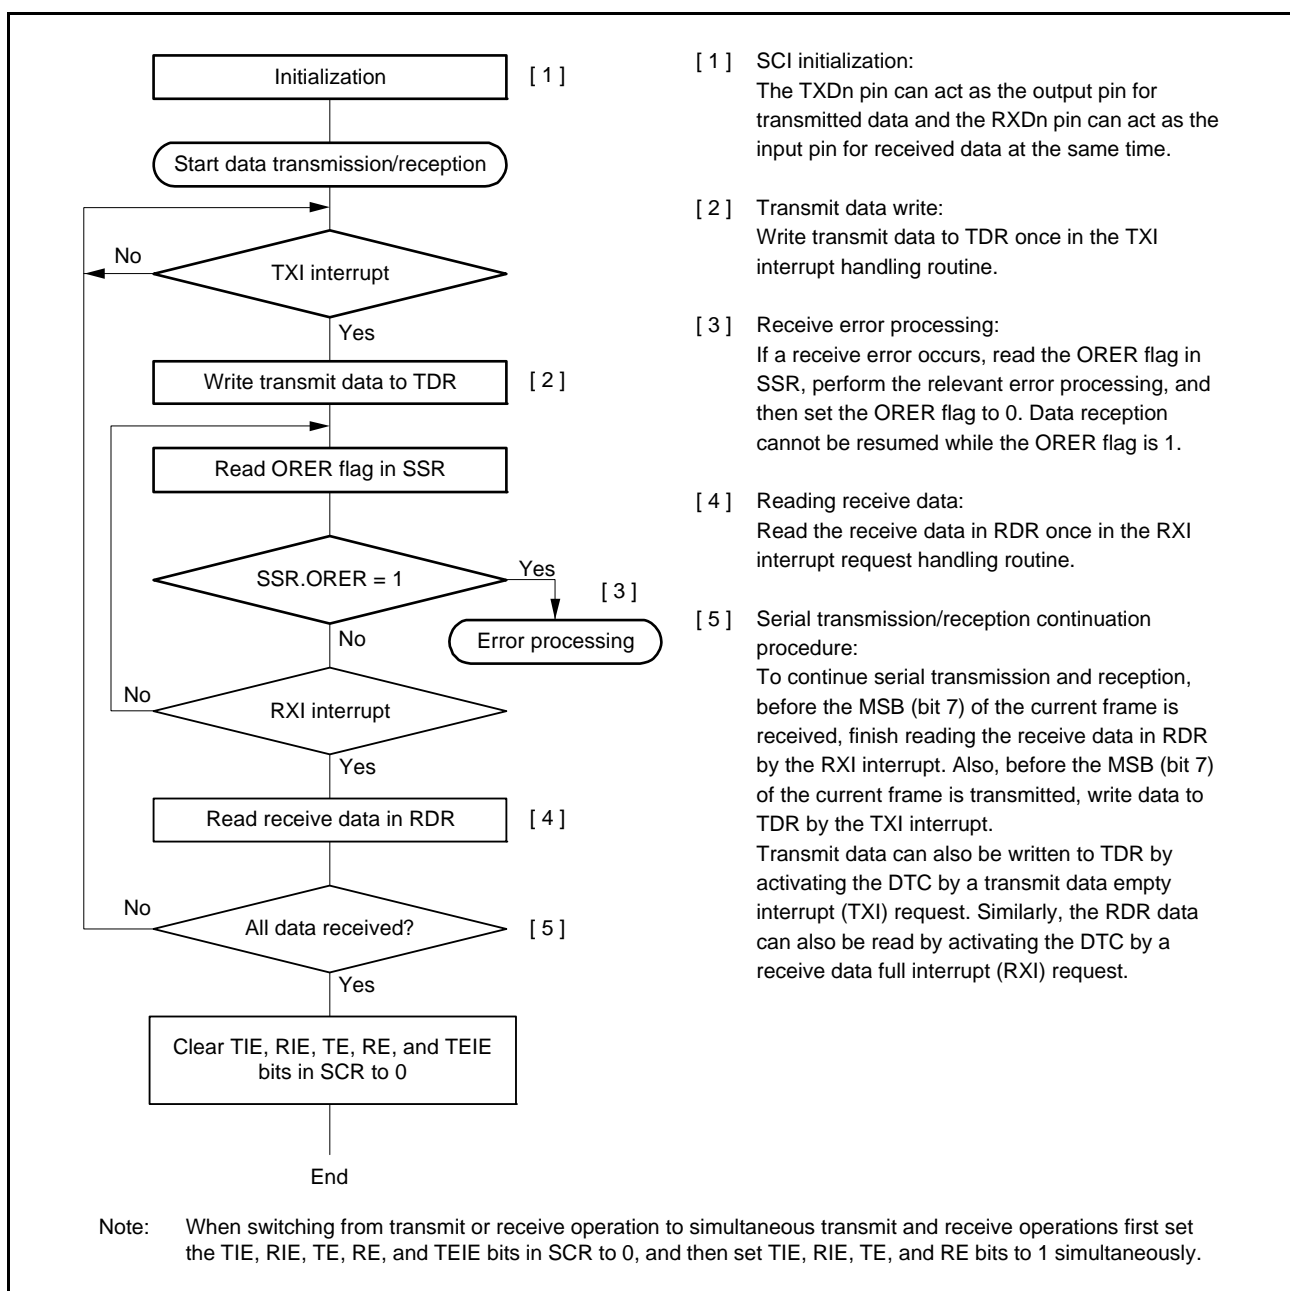 Initialization
[ 1 ]
Start data transmission/reception
No
TXI interrupt
Yes
Write transmit data to TDR
[ 2 ]
Read ORER flag in SSR
SSR.ORER = 1
Yes
[ 3 ]
Error processing
No
No
RXI interrupt
Yes
Read receive data in RDR
[ 4 ]
No
All data received?
[ 5 ]
Yes
Clear TIE, RIE, TE, RE, and TEIE
bits in SCR to 0
End
[ 1 ] SCI initialization:
The TXDn pin can act as the output pin for
transmitted data and the RXDn pin can act as the
input pin for received data at the same time.
[ 2 ] Transmit data write:
Write transmit data to TDR once in the TXI
interrupt handling routine.
[ 3 ] Receive error processing:
If a receive error occurs, read the ORER flag in
SSR, perform the relevant error processing, and
then set the ORER flag to 0. Data reception
cannot be resumed while the ORER flag is 1.
[ 4 ] Reading receive data:
Read the receive data in RDR once in the RXI
interrupt request handling routine.
[ 5 ] Serial transmission/reception continuation
procedure:
To continue serial transmission and reception,
before the MSB (bit 7) of the current frame is
received, finish reading the receive data in RDR
by the RXI interrupt. Also, before the MSB (bit 7)
of the current frame is transmitted, write data to
TDR by the TXI interrupt.
Transmit data can also be written to TDR by
activating the DTC by a transmit data empty
interrupt (TXI) request. Similarly, the RDR data
can also be read by activating the DTC by a
receive data full interrupt (RXI) request.
Note: When switching from transmit or receive operation to simultaneous transmit and receive operations first set
the TIE, RIE, TE, RE, and TEIE bits in SCR to 0, and then set TIE, RIE, TE, and RE bits to 1 simultaneously.